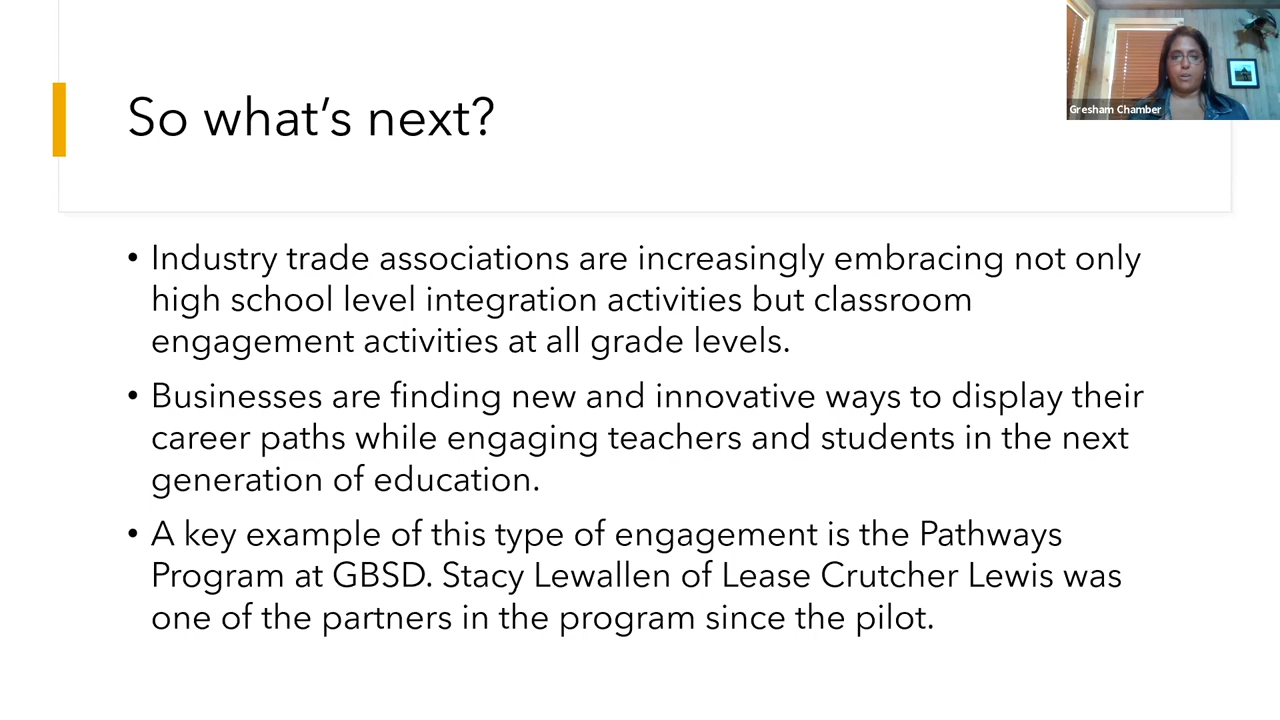 Gresham Chamber
So what’s next?
• Industry trade associations are increasingly embracing not only
high school level integration activities but classroom
engagement activities at all grade levels.
• Businesses are finding new and innovative ways to display their
career paths while engaging teachers and students in the next
generation of education.
• A key example of this type of engagement is the Pathways
Program at GBSD. Stacy Lewallen of Lease Crutcher Lewis was
one of the partners in the program since the pilot.